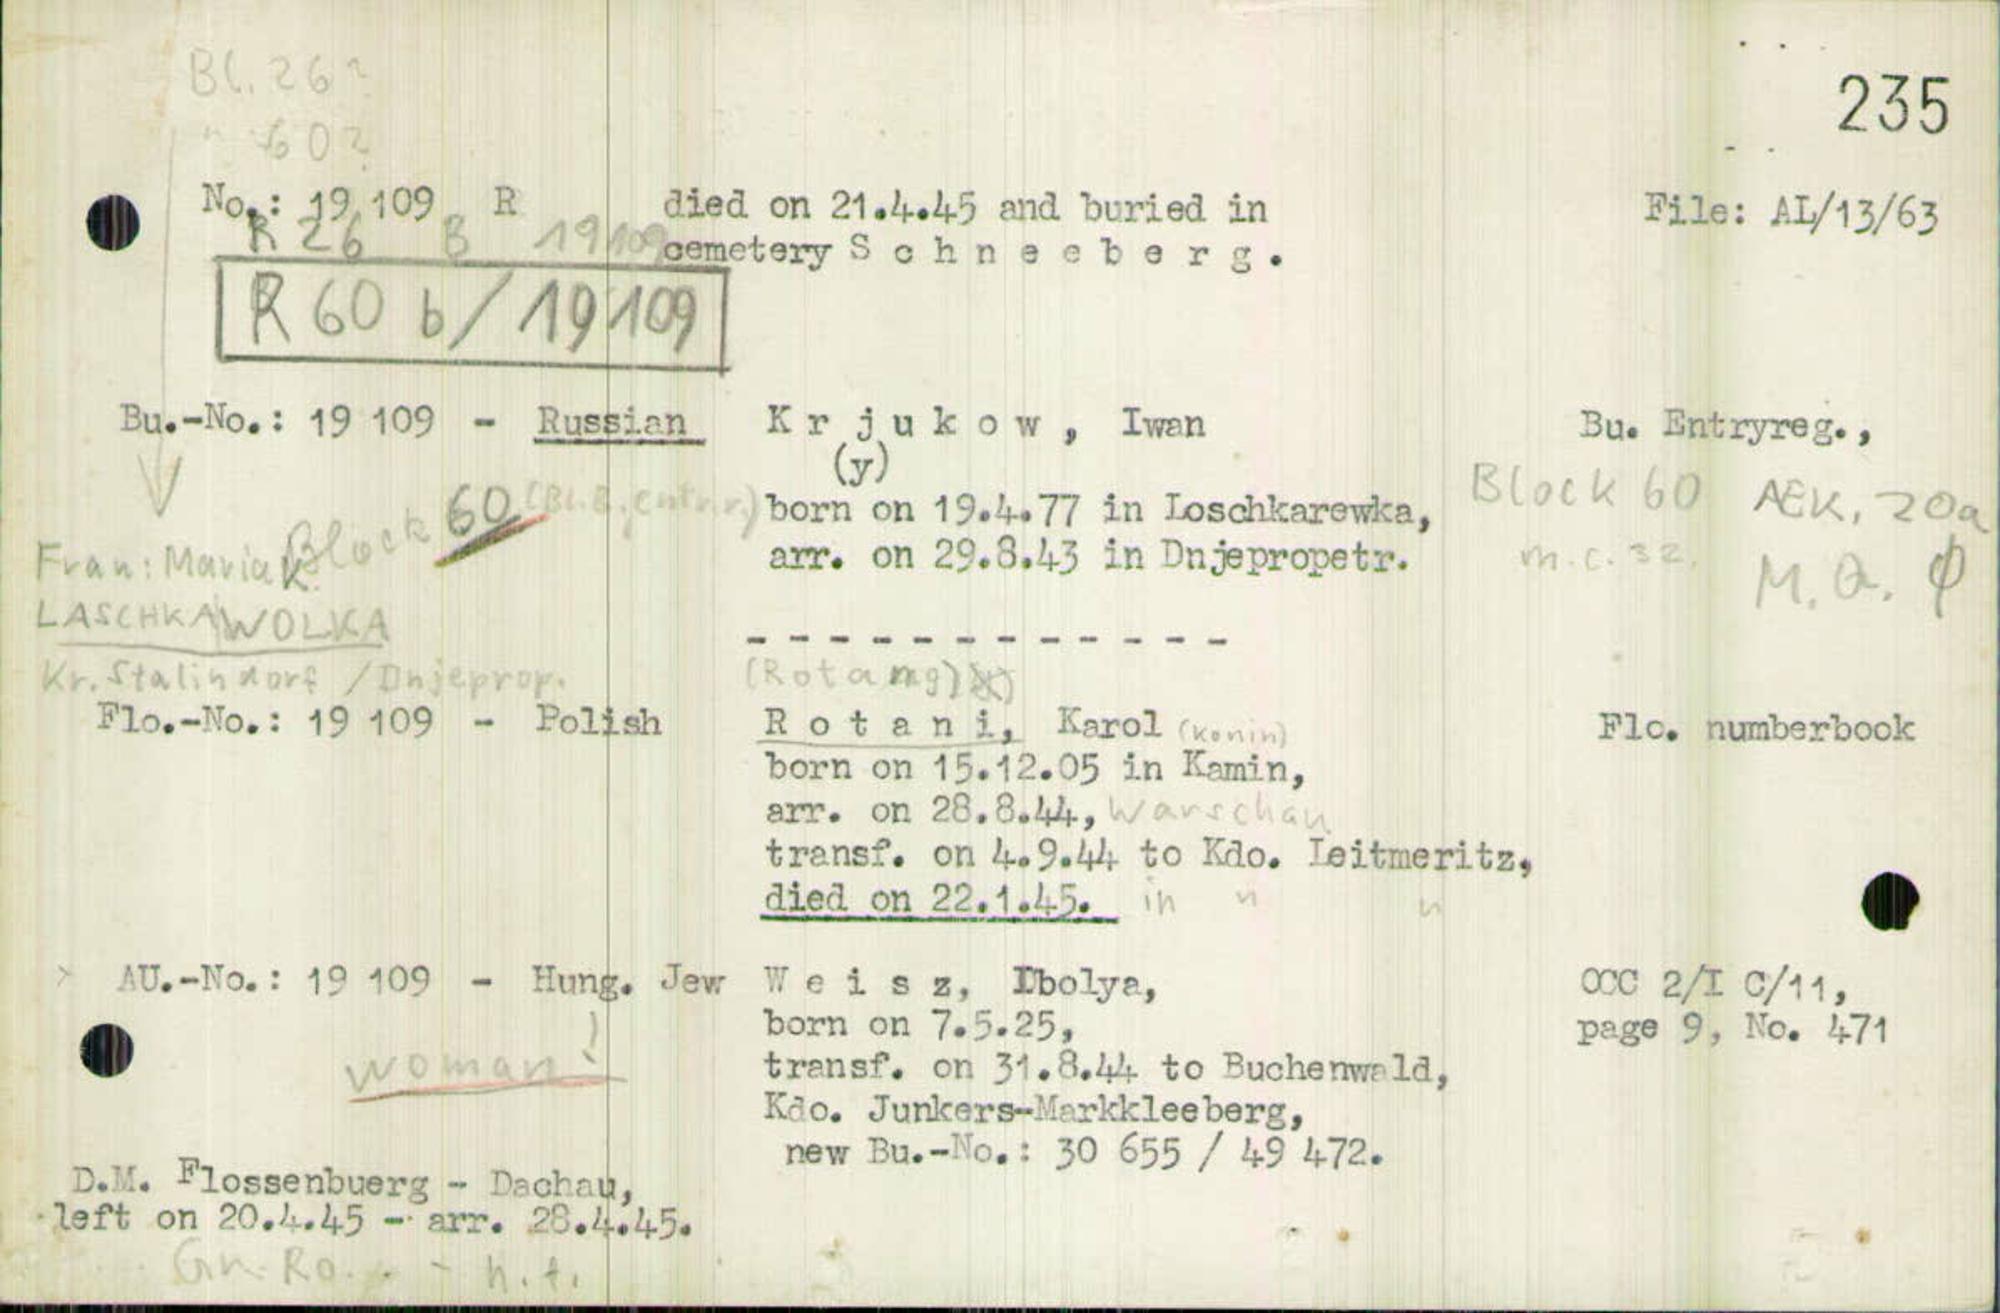 Bl. 26?
" 60?
235
No.: 19 109 R died on 21.4.45 and buried in File: AL/13/63
R 26 B 19109 cemetery S c h n e e b e r g .
R 60 b/19109
Bu.-No.: 19 109 - Russian K r j u k o w , Iwan Bu. Entryreg.,
(y)
Block 60 born on 19.4.77 in Loschkarewka, Block 60 AEK, 20a
Frau: Maria K. arr. on 29.8.43 in Dnjepropetr. m.c. 32. M.Q. φ
LASCHKAWOLKA
- - - - - - - - - - - -
Kr. Stalindorf / Dnjeprop. (Rotamg)
Flo.-No.: 19 109 - Polish R o t a n i, Karol (Konin) Flo. numberbook
born on 15.12.05 in Kamin,
arr. on 28.8.44, Warschau
transf. on 4.9.44 to Kdo. Leitmeritz,
died on 22.1.45. in " "
AU.-No.: 19 109 - Hung. Jew W e i s z, Ibolya, OCC 2/I C/11,
born on 7.5.25, page 9, No. 471
woman! transf. on 31.8.44 to Buchenwald,
Kdo. Junkers-Markkleeberg,
new Bu.-No.: 30 655 / 49 472.
D.M. Flossenbuerg - Dachau,
left on 20.4.45 - arr. 28.4.45.
- h.t.